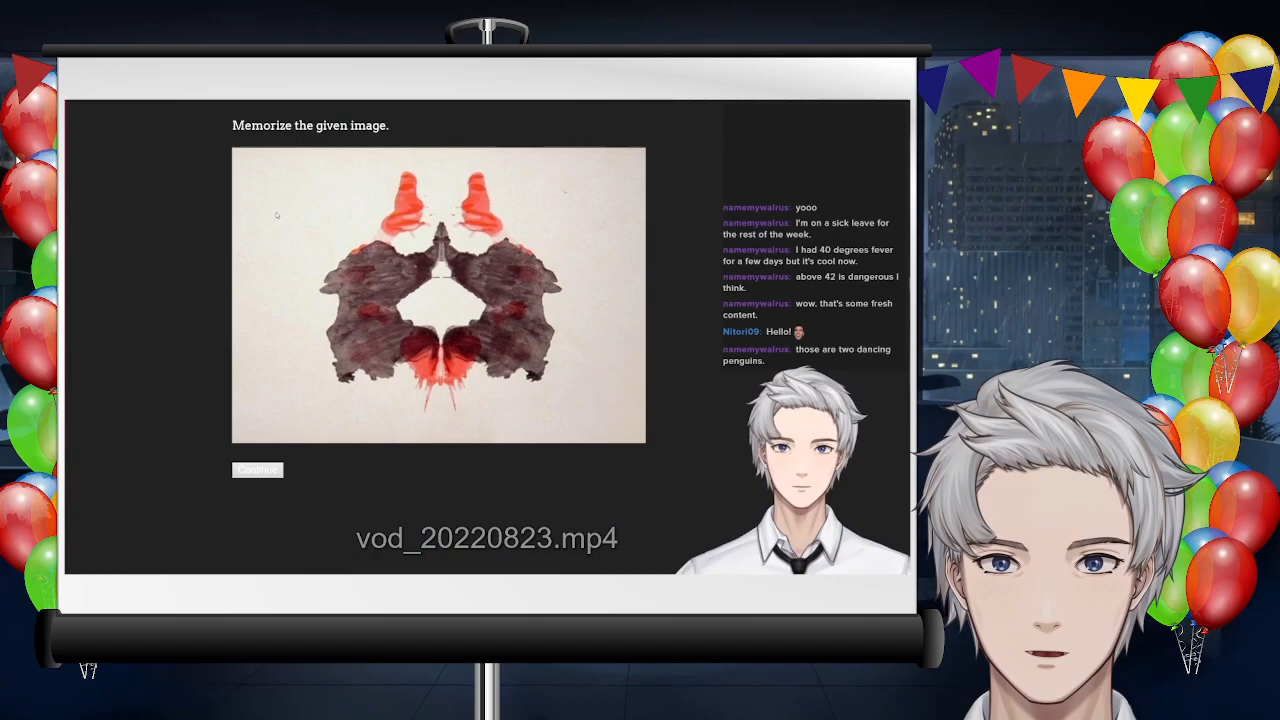 Memorize the given image.
namemywalrus: yooo
namemywalrus: I'm on a sick leave for
the rest of the week.
namemywalrus: I had 40 degrees fever
for a few days but it's cool now.
namemywalrus: above 42 is dangerous I
think.
namemywalrus: wow. that's some fresh
content.
Nitori09: Hello!
namemywalrus: those are two dancing
penguins.
Continue
vod_20220823.mp4